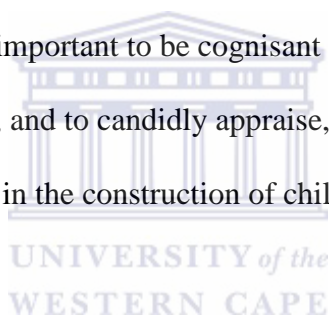 important to be cognisant
and to candidly appraise,
in the construction of chil
UNIVERSITY of the
WESTERN CAPE